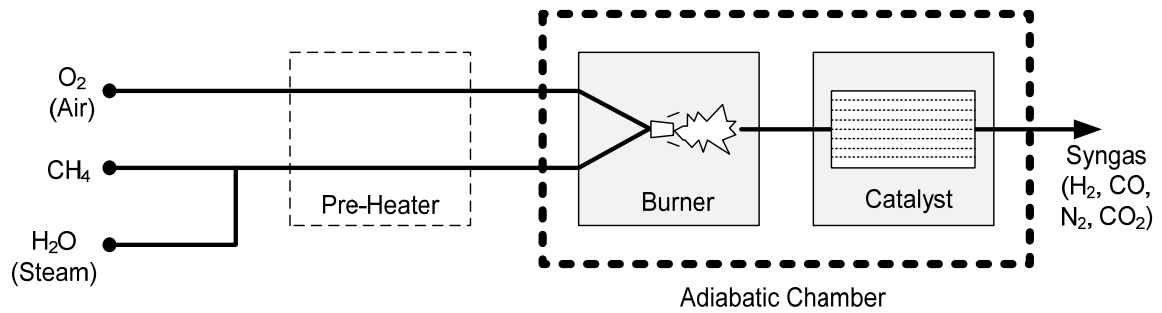 O₂
(Air)
CH₄
H₂O
(Steam)
Pre-Heater
Burner
Catalyst
Syngas
(H₂, CO,
N₂, CO₂)
Adiabatic Chamber